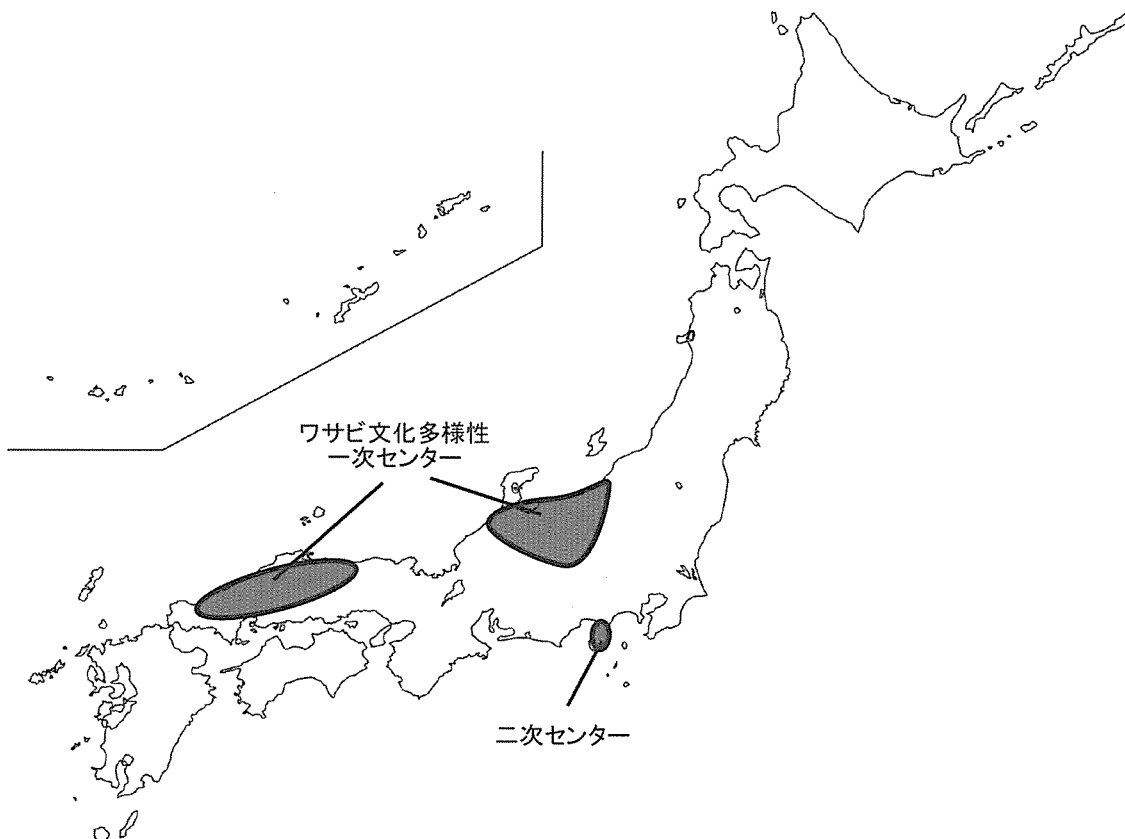 ワサビ文化多様性
一次センター
二次センター